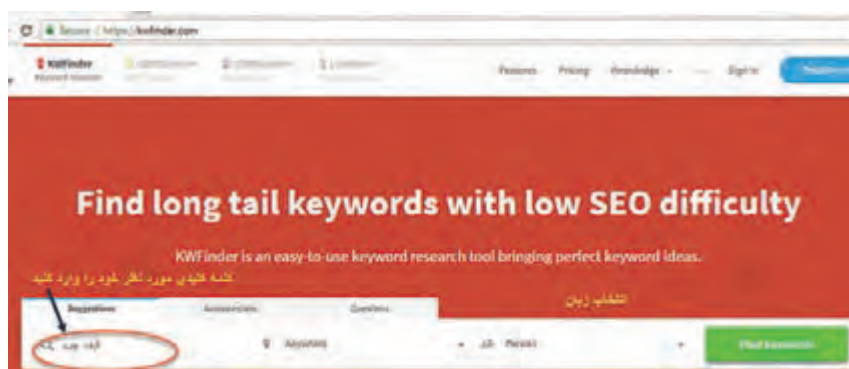 Secure | https://kwfinder.com
KWFinder
Features Pricing Knowledge Sign in
Find long tail keywords with low SEO difficulty
KWFinder is an easy-to-use keyword research tool bringing perfect keyword ideas.
کلمه کلیدی مورد نظر خود را وارد کنید
انتخاب زبان
Suggestions Autocomplete Questions
Anywhere Persian Find keywords